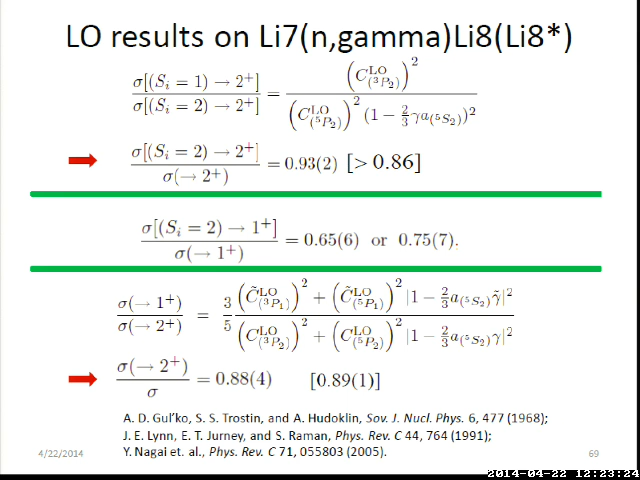 LO results on Li7(n,gamma)Li8(Li8*)
σ[(S_i = 1) → 2⁺] / σ[(S_i = 2) → 2⁺] = (C^LO_(³P₂))² / (C^LO_(⁵P₂))² (1 − 2/3 γa_(⁵S₂))²
σ[(S_i = 2) → 2⁺] / σ(→ 2⁺) = 0.93(2) [> 0.86]
σ[(S_i = 2) → 1⁺] / σ(→ 1⁺) = 0.65(6) or 0.75(7).
σ(→ 1⁺) / σ(→ 2⁺) = 3/5 (C̃^LO_(³P₁))² + (C̃^LO_(⁵P₁))² |1 − 2/3 a_(⁵S₂) γ̃|² / (C^LO_(³P₂))² + (C^LO_(⁵P₂))² |1 − 2/3 a_(⁵S₂) γ|²
σ(→ 2⁺) / σ = 0.88(4) [0.89(1)]
A. D. Gul'ko, S. S. Trostin, and A. Hudoklin, Sov. J. Nucl. Phys. 6, 477 (1968);
J. E. Lynn, E. T. Jurney, and S. Raman, Phys. Rev. C 44, 764 (1991);
Y. Nagai et. al., Phys. Rev. C 71, 055803 (2005).
4/22/2014
69
2014-04-22 12:23:24